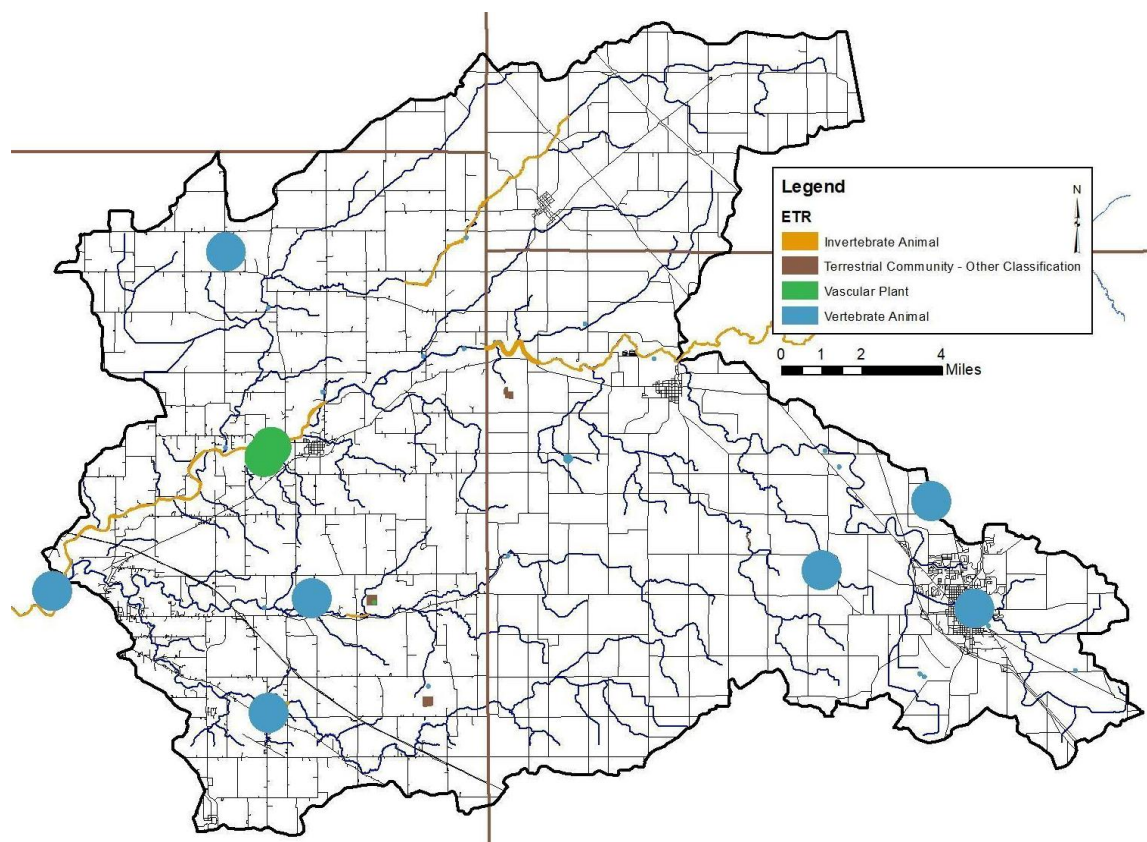 Legend
N
ETR
Invertebrate Animal
Terrestrial Community - Other Classification
Vascular Plant
Vertebrate Animal
0 1 2 4
Miles